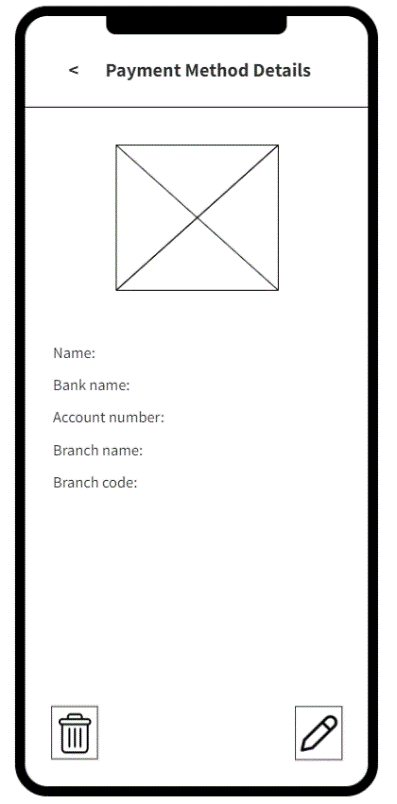 < Payment Method Details
Name:
Bank name:
Account number:
Branch name:
Branch code: